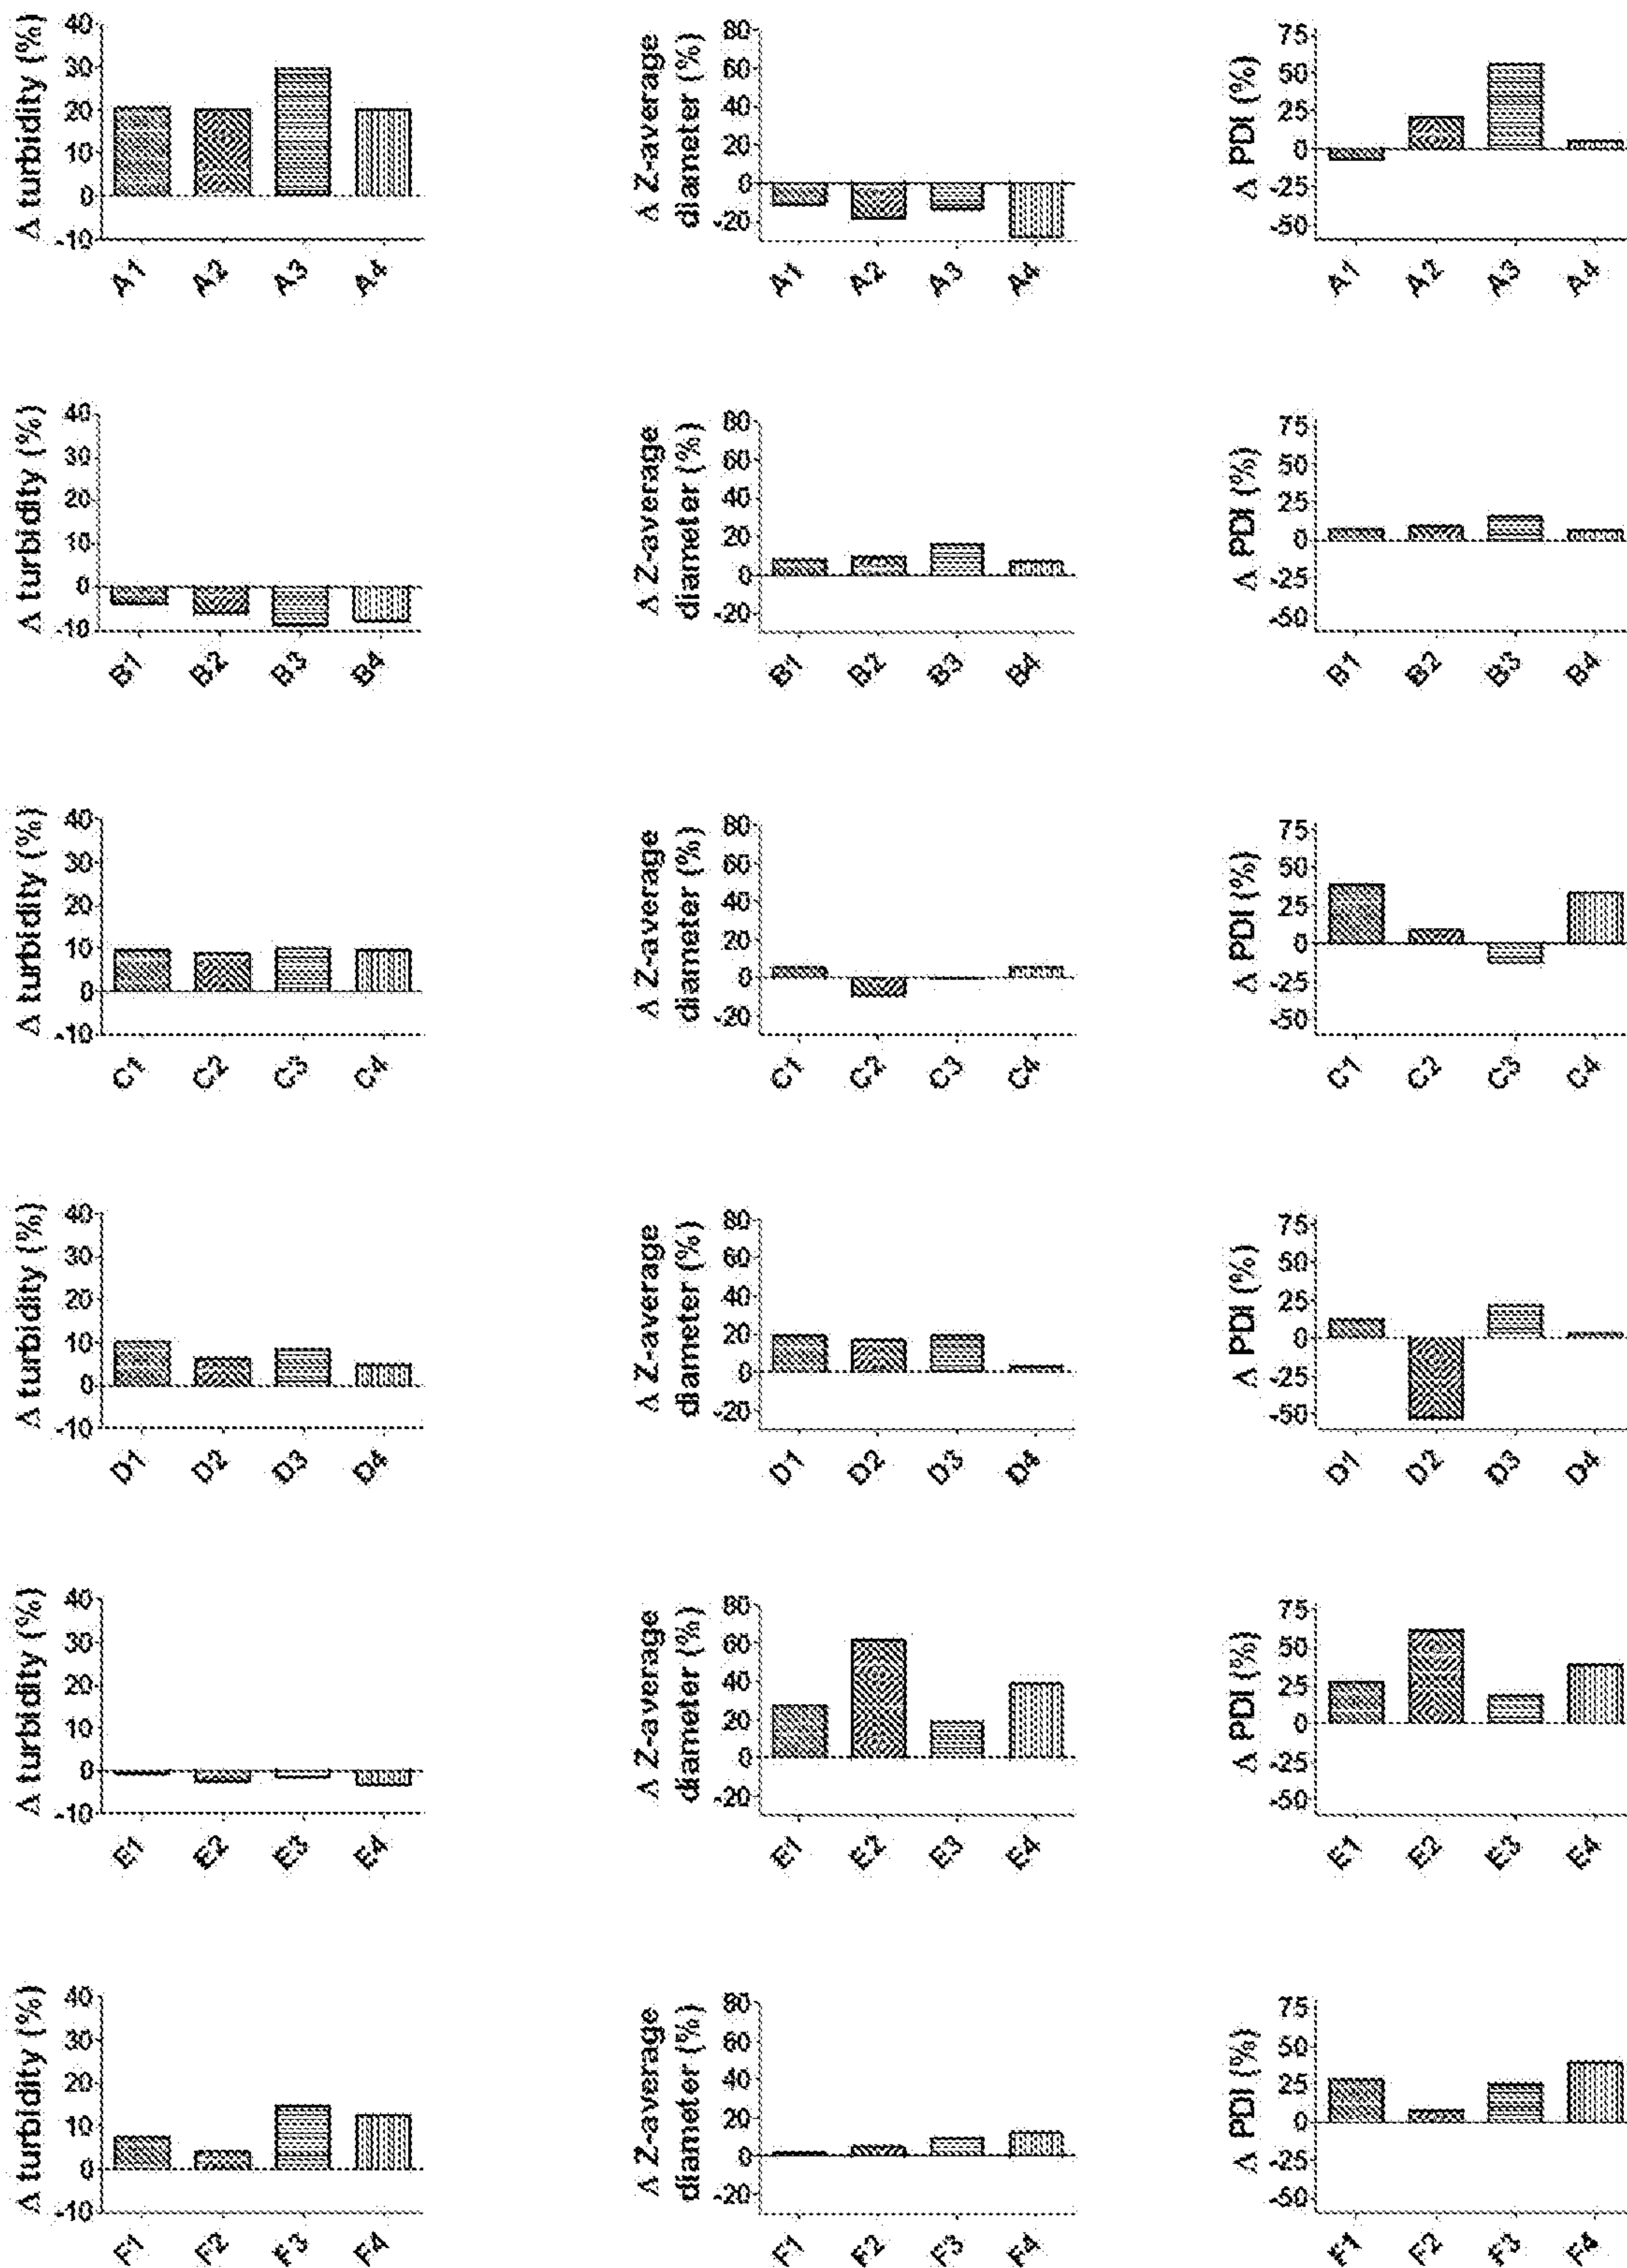 Δ turbidity (%)
40
30
20
10
0
-10
A1 A2 A3 A4
Δ Z-average
diameter (%)
80
60
40
20
0
-20
A1 A2 A3 A4
Δ PDI (%)
75
50
25
0
-25
-50
A1 A2 A3 A4
Δ turbidity (%)
40
30
20
10
0
-10
B1 B2 B3 B4
Δ Z-average
diameter (%)
80
60
40
20
0
-20
B1 B2 B3 B4
Δ PDI (%)
75
50
25
0
-25
-50
B1 B2 B3 B4
Δ turbidity (%)
40
30
20
10
0
-10
C1 C2 C3 C4
Δ Z-average
diameter (%)
80
60
40
20
0
-20
C1 C2 C3 C4
Δ PDI (%)
75
50
25
0
-25
-50
C1 C2 C3 C4
Δ turbidity (%)
40
30
20
10
0
-10
D1 D2 D3 D4
Δ Z-average
diameter (%)
80
60
40
20
0
-20
D1 D2 D3 D4
Δ PDI (%)
75
50
25
0
-25
-50
D1 D2 D3 D4
Δ turbidity (%)
40
30
20
10
0
-10
E1 E2 E3 E4
Δ Z-average
diameter (%)
80
60
40
20
0
-20
E1 E2 E3 E4
Δ PDI (%)
75
50
25
0
-25
-50
E1 E2 E3 E4
Δ turbidity (%)
40
30
20
10
0
-10
F1 F2 F3 F4
Δ Z-average
diameter (%)
80
60
40
20
0
-20
F1 F2 F3 F4
Δ PDI (%)
75
50
25
0
-25
-50
F1 F2 F3 F4